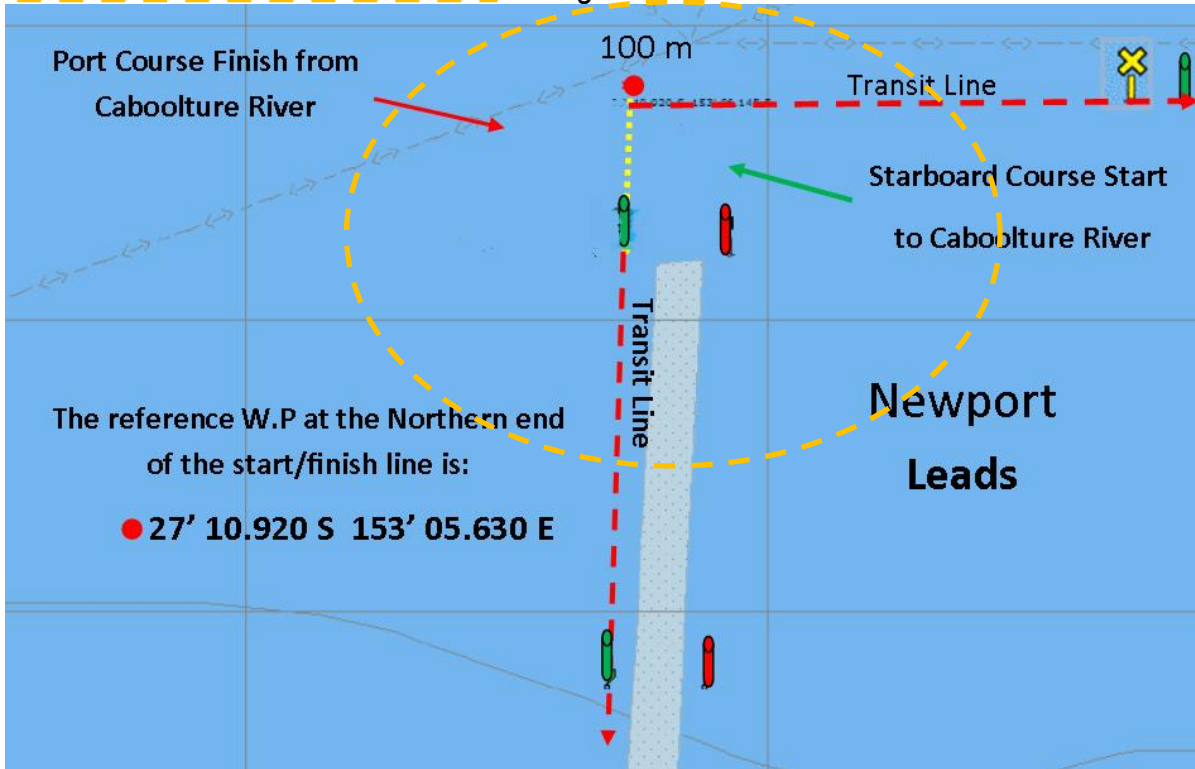 100 m
Port Course Finish from
Caboolture River
Transit Line
Starboard Course Start
to Caboolture River
Transit Line
Newport
Leads
The reference W.P at the Northern end
of the start/finish line is:
27' 10.920 S 153' 05.630 E